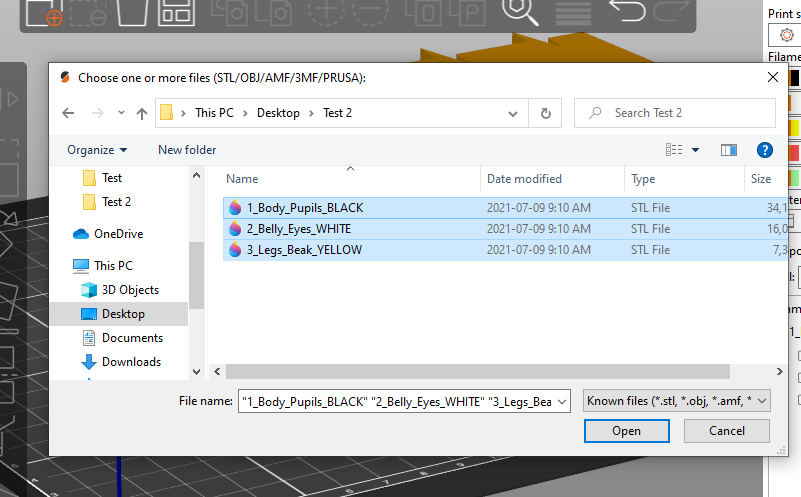 Print s
Filame
Choose one or more files (STL/OBJ/AMF/3MF/PRUSA):
This PC > Desktop > Test 2
Search Test 2
Organize
New folder
?
Name
Date modified
Type
Size
Test
Test 2
OneDrive
This PC
3D Objects
Desktop
Documents
Downloads
1_Body_Pupils_BLACK 2021-07-09 9:10 AM STL File 34,1
2_Belly_Eyes_WHITE 2021-07-09 9:10 AM STL File 16,0
3_Legs_Beak_YELLOW 2021-07-09 9:10 AM STL File 7,3
File name:
"1_Body_Pupils_BLACK" "2_Belly_Eyes_WHITE" "3_Legs_Bea
Known files (*.stl, *.obj, *.amf, *
Open
Cancel